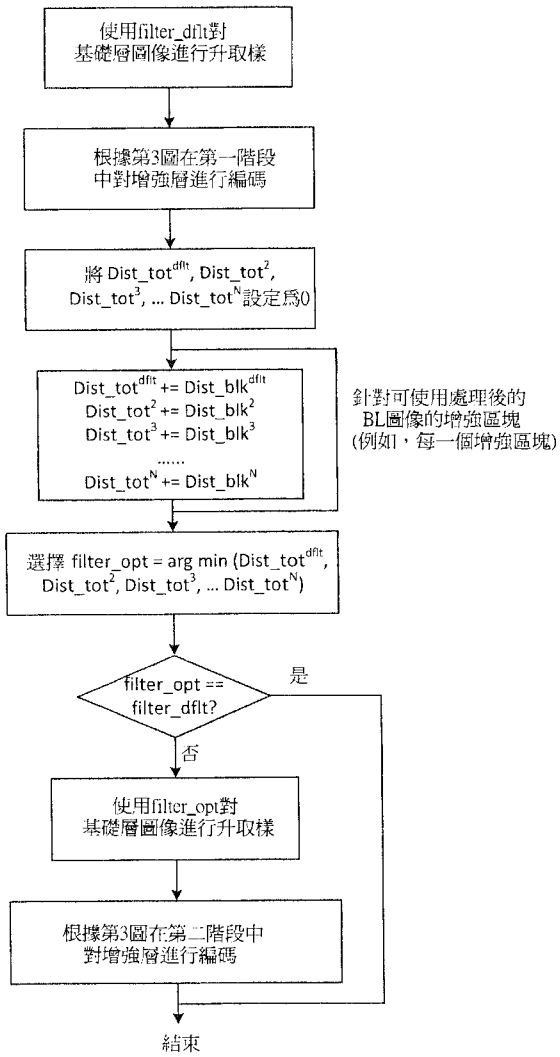 使用filter_dflt對
基礎層圖像進行升取樣
根據第3圖在第一階段
中對增強層進行編碼
將 Dist_tot^dflt, Dist_tot^2,
Dist_tot^3, ... Dist_tot^N設定爲0
Dist_tot^dflt += Dist_blk^dflt
Dist_tot^2 += Dist_blk^2
Dist_tot^3 += Dist_blk^3
......
Dist_tot^N += Dist_blk^N
針對可使用處理後的
BL圖像的增強區塊
(例如，每一個增強區塊)
選擇 filter_opt = arg min (Dist_tot^dflt,
Dist_tot^2, Dist_tot^3, ... Dist_tot^N)
filter_opt ==
filter_dflt?
是
否
使用filter_opt對
基礎層圖像進行升取樣
根據第3圖在第二階段中
對增強層進行編碼
結束